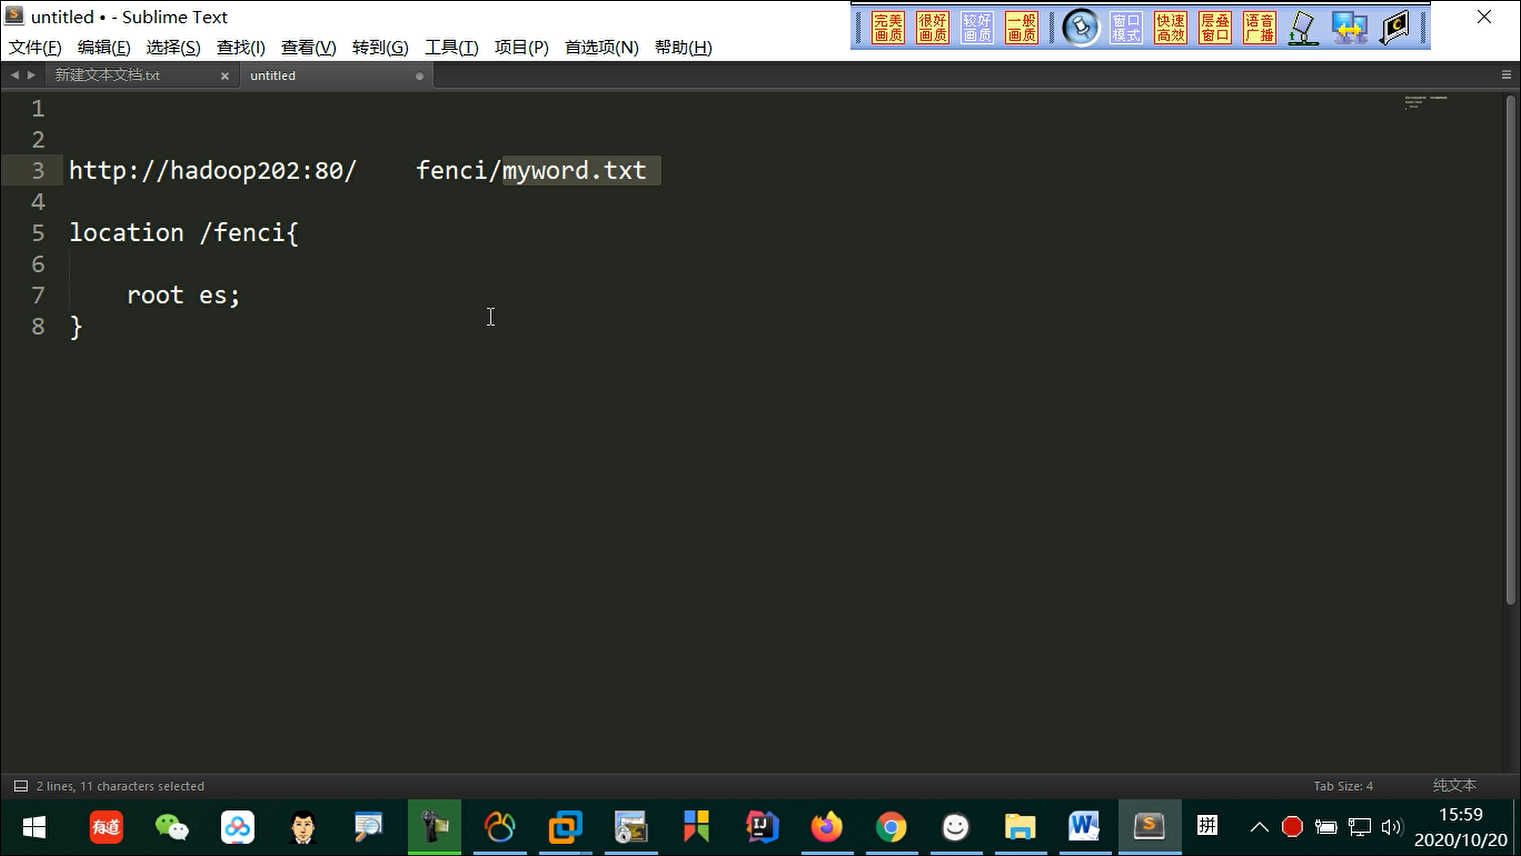 untitled • - Sublime Text
完美画质 很好画质 较好画质 一般画质 窗口模式 快速高效 层叠窗口 语音广播
文件(F) 编辑(E) 选择(S) 查找(I) 查看(V) 转到(G) 工具(T) 项目(P) 首选项(N) 帮助(H)
新建文本文档.txt untitled
1
2
3 http://hadoop202:80/    fenci/myword.txt
4
5 location /fenci{
6
7     root es;
8 }
2 lines, 11 characters selected Tab Size: 4 纯文本
有道 IJ W S 拼 15:59
2020/10/20